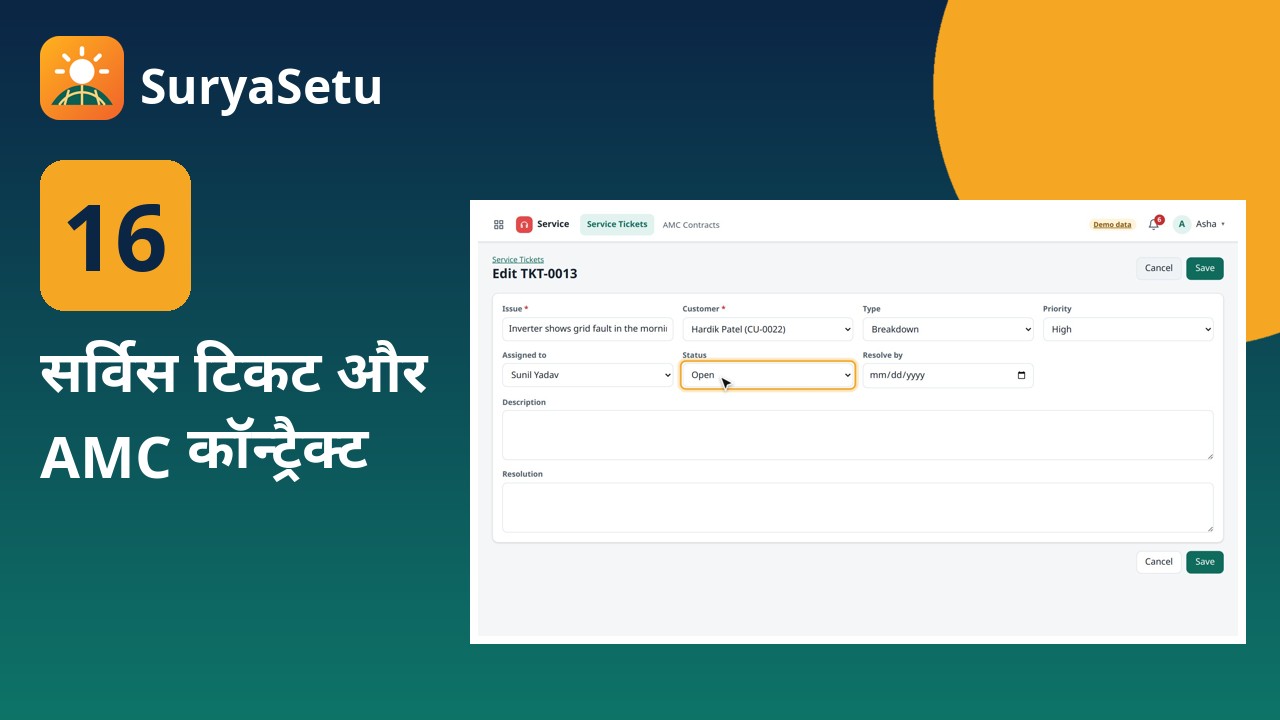 SuryaSetu
16
सर्विस टिकट और
AMC कॉन्ट्रैक्ट
Service Service Tickets AMC Contracts Demo data 6 A Asha
Service Tickets
Edit TKT-0013
Cancel Save
Issue * Customer * Type Priority
Inverter shows grid fault in the morni Hardik Patel (CU-0022) Breakdown High
Assigned to Status Resolve by
Sunil Yadav Open mm/dd/yyyy
Description
Resolution
Cancel Save